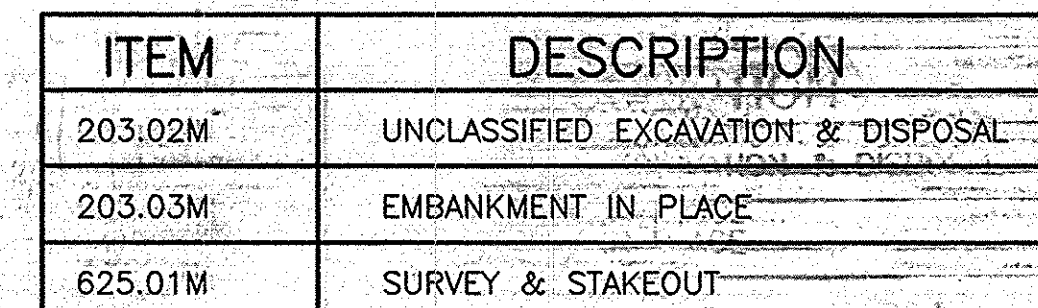 ITEM DESCRIPTION
203.02M UNCLASSIFIED EXCAVATION & DISPOSAL
203.03M EMBANKMENT IN PLACE
625.01M SURVEY & STAKEOUT